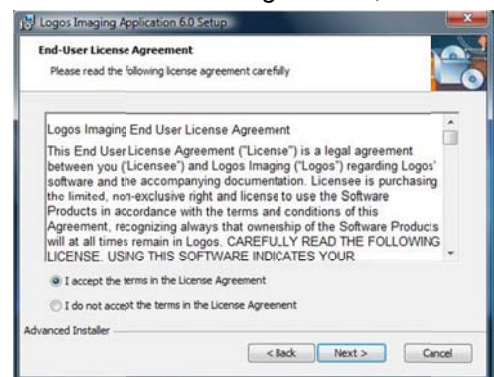 Logos Imaging Application 6.0 Setup
End-User License Agreement
Please read the following license agreement carefully
Logos Imaging End User License Agreement
This End User License Agreement ("License") is a legal agreement
between you ('Licensee") and Logos Imaging ("Logos") regarding Logos'
software and the accompanying documentation. Licensee is purchasing
the limited, non-exclusive right and license to use the Software
Products in accordance with the terms and conditions of this
Agreement, recognizing always that ownership of the Software Products
will at all times remain in Logos. CAREFULLY READ THE FOLLOWING
LICENSE. USING THIS SOFTWARE INDICATES YOUR
I accept the terms in the License Agreement
I do not accept the terms in the License Agreement
Advanced Installer
< Back Next > Cancel